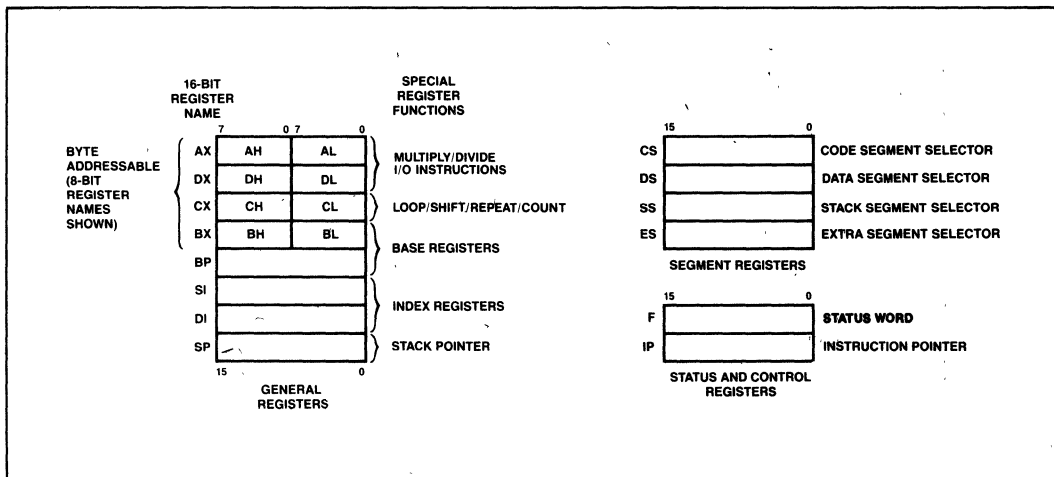 16-BIT
REGISTER
NAME
SPECIAL
REGISTER
FUNCTIONS
7 0 7 0
BYTE
ADDRESSABLE
(8-BIT
REGISTER
NAMES
SHOWN)
AX AH AL
DX DH DL
CX CH CL
BX BH BL
BP
SI
DI
SP
MULTIPLY/DIVIDE
I/O INSTRUCTIONS
LOOP/SHIFT/REPEAT/COUNT
BASE REGISTERS
INDEX REGISTERS
STACK POINTER
15 0
GENERAL
REGISTERS
15 0
CS CODE SEGMENT SELECTOR
DS DATA SEGMENT SELECTOR
SS STACK SEGMENT SELECTOR
ES EXTRA SEGMENT SELECTOR
SEGMENT REGISTERS
15 0
F STATUS WORD
IP INSTRUCTION POINTER
STATUS AND CONTROL
REGISTERS